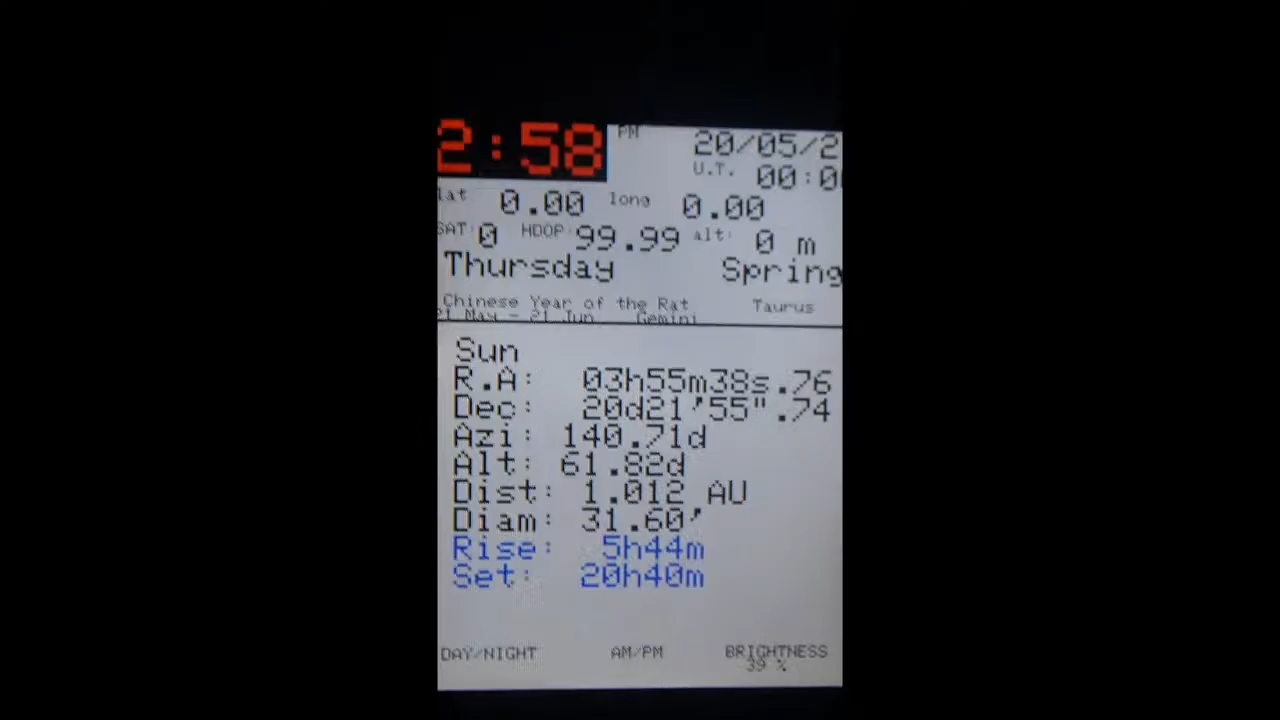 2:58 PM 20/05/2
U.T. 00:0
lat 0.00 long 0.00
SAT: 0 HDOP: 99.99 alt: 0 m
Thursday Spring
Chinese Year of the Rat Taurus
21 May - 21 Jun Gemini
Sun
R.A: 03h55m38s.76
Dec: 20d21'55".74
Azi: 140.71d
Alt: 61.82d
Dist: 1.012 AU
Diam: 31.60'
Rise: 5h44m
Set: 20h40m
DAY/NIGHT AM/PM BRIGHTNESS
39 %